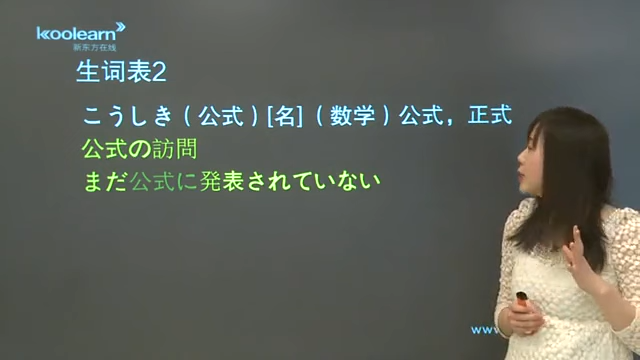 koolearn
新东方在线
生词表2
こうしき（公式）[名]（数学）公式，正式
公式の訪問
まだ公式に発表されていない
www